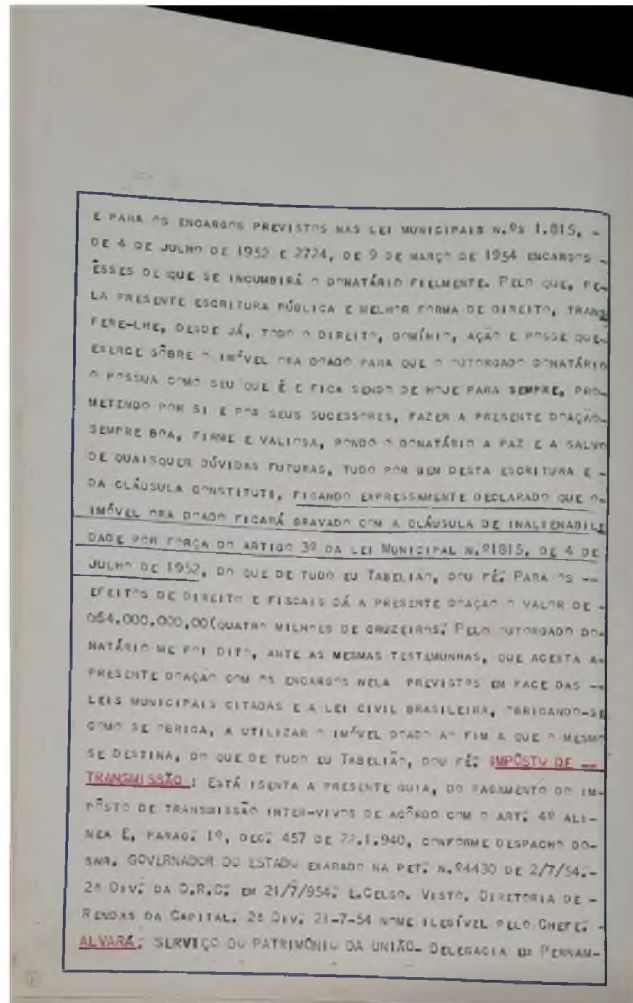 E PARA OS ENCARGOS PREVISTOS NAS LEI MUNICIPAIS N.ºs 1.815, -
DE 4 DE JULHO DE 1952 E 2724, DE 9 DE MARÇO DE 1954 ENCARGOS -
ÊSSES DE QUE SE INCUMBIRÁ O DONATÁRIO FIELMENTE. PELO QUE, PE-
LA PRESENTE ESCRITURA PÚBLICA E MELHOR FORMA DE DIREITO, TRANS
FERE-LHE, DESDE JÁ, TODO O DIREITO, DOMÍNIO, AÇÃO E POSSE QUE-
EXERCE SÔBRE O IMÓVEL ORA DOADO PARA QUE O OUTORGADO DONATÁRIO
O POSSUA COMO SEU QUE É E FICA SENDO DE HOJE PARA SEMPRE, PRO-
METENDO POR SI E POR SEUS SUCESSORES, FAZER A PRESENTE DOAÇÃO-
SEMPRE BOA, FIRME E VALIOSA, PONDO O DONATÁRIO A PAZ E A SALVO
DE QUAISQUER DÚVIDAS FUTURAS, TUDO POR BEM DESTA ESCRITURA E -
DA CLÁUSULA CONSTITUTI, FICANDO EXPRESSAMENTE DECLARADO QUE O-
IMÓVEL ORA DOADO FICARÁ GRAVADO COM A CLÁUSULA DE INALIENABILI
DADE POR FORÇA DO ARTIGO 3º DA LEI MUNICIPAL N.º1815, DE 4 DE
JULHO DE 1952, DO QUE DE TUDO EU TABELIÃO, DOU FÉ. PARA OS --
EFEITOS DE DIREITO E FISCAIS DÁ A PRESENTE DOAÇÃO O VALOR DE -
CR$4.000.000,00(QUATRO MILHOES DE CRUZEIROS. PELO OUTORGADO DO-
NATÁRIO ME FOI DITO, ANTE AS MESMAS TESTEMUNHAS, QUE ACEITA A-
PRESENTE DOAÇÃO COM OS ENCARGOS NELA PREVISTOS EM FACE DAS --
LEIS MUNICIPAIS CITADAS E A LEI CIVIL BRASILEIRA, OBRIGANDO-SE
COMO SE OBRIGA, A UTILIZAR O IMÓVEL DOADO AO FIM A QUE O MESMO
SE DESTINA, DO QUE DE TUDO EU TABELIÃO, DOU FÉ. IMPÔSTO DE --
TRANSMISSÃO : ESTÁ ISENTA A PRESENTE GUIA, DO PAGAMENTO DO IM-
PÔSTO DE TRANSMISSÃO INTER-VIVOS DE ACÔRDO COM O ART. 4º ALI-
NEA E, PARAG. 1º, DEC. 457 DE 22.1.940, CONFORME DESPACHO DO-
SNR. GOVERNADOR DO ESTADO EXARADO NA PET. N.º4430 DE 2/7/54.-
2ª DIV. DA D.R.C. EM 21/7/954. L.CELSO. VISTO, DIRETORIA DE -
RENDAS DA CAPITAL. 2ª DIV. 21-7-54 NOME ILEGÍVEL PELO CHEFE. -
ALVARÁ. SERVIÇO DO PATRIMÔNIO DA UNIÃO. DELEGACIA EM PERNAM-